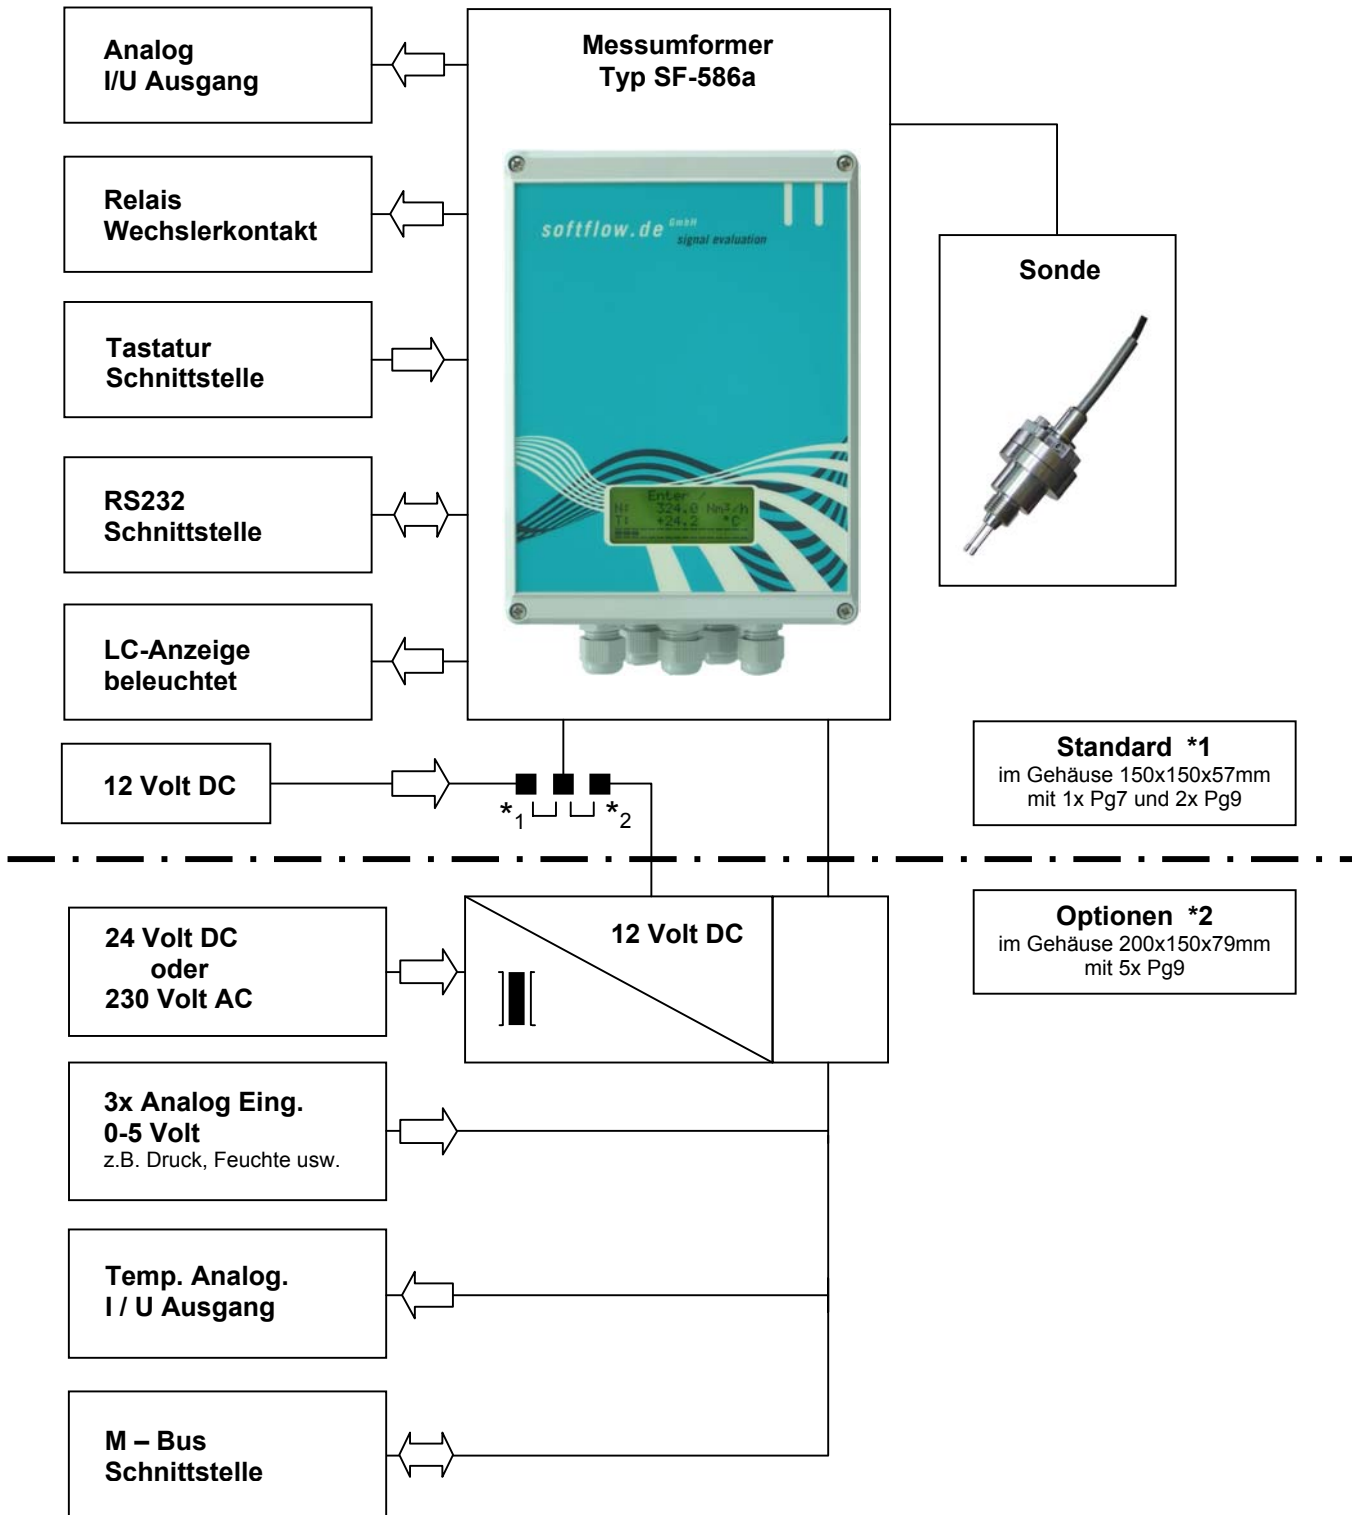 Analog
I/U Ausgang
Messumformer
Typ SF-586a
Relais
Wechslerkontakt
softflow.de GmbH
signal evaluation
Sonde
Tastatur
Schnittstelle
RS232
Schnittstelle
Enter /
N: 324.0 Nm³/h
T: +24.2 °C
LC-Anzeige
beleuchtet
12 Volt DC
*1 *2
Standard *1
im Gehäuse 150x150x57mm
mit 1x Pg7 und 2x Pg9
24 Volt DC
oder
230 Volt AC
12 Volt DC
Optionen *2
im Gehäuse 200x150x79mm
mit 5x Pg9
3x Analog Eing.
0-5 Volt
z.B. Druck, Feuchte usw.
Temp. Analog.
I / U Ausgang
M – Bus
Schnittstelle